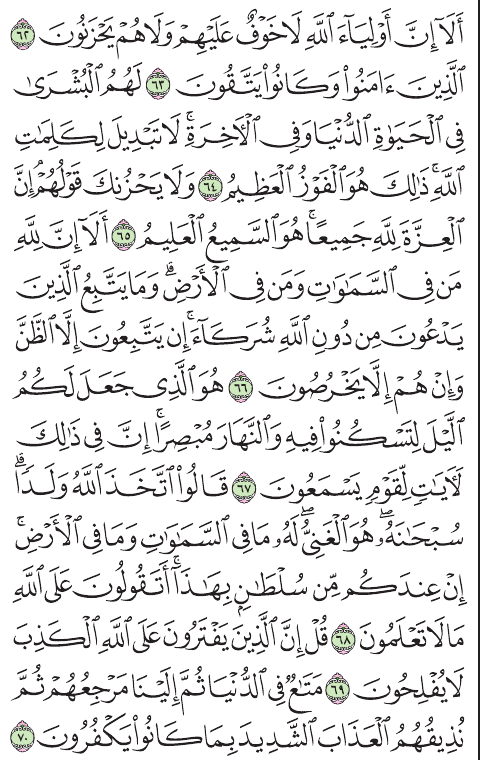 أَلَآ إِنَّ أَوْلِيَآءَ ٱللَّهِ لَا خَوْفٌ عَلَيْهِمْ وَلَا هُمْ يَحْزَنُونَ ٦٢
ٱلَّذِينَ ءَامَنُوا۟ وَكَانُوا۟ يَتَّقُونَ ٦٣ لَهُمُ ٱلْبُشْرَىٰ
فِى ٱلْحَيَوٰةِ ٱلدُّنْيَا وَفِى ٱلْـَٔاخِرَةِ ۚ لَا تَبْدِيلَ لِكَلِمَـٰتِ
ٱللَّهِ ۚ ذَٰلِكَ هُوَ ٱلْفَوْزُ ٱلْعَظِيمُ ٦٤ وَلَا يَحْزُنكَ قَوْلُهُمْ ۘ إِنَّ
ٱلْعِزَّةَ لِلَّهِ جَمِيعًا ۚ هُوَ ٱلسَّمِيعُ ٱلْعَلِيمُ ٦٥ أَلَآ إِنَّ لِلَّهِ
مَن فِى ٱلسَّمَـٰوَٰتِ وَمَن فِى ٱلْأَرْضِ ۗ وَمَا يَتَّبِعُ ٱلَّذِينَ
يَدْعُونَ مِن دُونِ ٱللَّهِ شُرَكَآءَ ۚ إِن يَتَّبِعُونَ إِلَّا ٱلظَّنَّ
وَإِنْ هُمْ إِلَّا يَخْرُصُونَ ٦٦ هُوَ ٱلَّذِى جَعَلَ لَكُمُ
ٱلَّيْلَ لِتَسْكُنُوا۟ فِيهِ وَٱلنَّهَارَ مُبْصِرًا ۚ إِنَّ فِى ذَٰلِكَ
لَـَٔايَـٰتٍ لِّقَوْمٍ يَسْمَعُونَ ٦٧ قَالُوا۟ ٱتَّخَذَ ٱللَّهُ وَلَدًا ۗ
سُبْحَـٰنَهُۥ ۖ هُوَ ٱلْغَنِىُّ ۖ لَهُۥ مَا فِى ٱلسَّمَـٰوَٰتِ وَمَا فِى ٱلْأَرْضِ ۚ
إِنْ عِندَكُم مِّن سُلْطَـٰنٍۭ بِهَـٰذَآ ۚ أَتَقُولُونَ عَلَى ٱللَّهِ
مَا لَا تَعْلَمُونَ ٦٨ قُلْ إِنَّ ٱلَّذِينَ يَفْتَرُونَ عَلَى ٱللَّهِ ٱلْكَذِبَ
لَا يُفْلِحُونَ ٦٩ مَتَـٰعٌ فِى ٱلدُّنْيَا ثُمَّ إِلَيْنَا مَرْجِعُهُمْ ثُمَّ
نُذِيقُهُمُ ٱلْعَذَابَ ٱلشَّدِيدَ بِمَا كَانُوا۟ يَكْفُرُونَ ٧٠